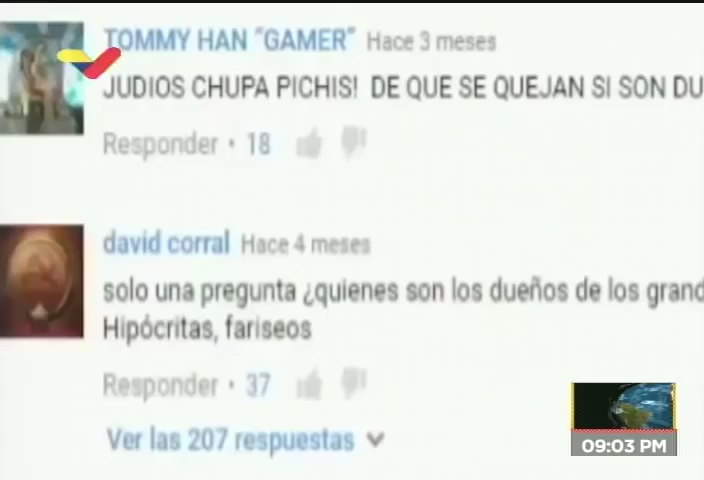 TOMMY HAN "GAMER" Hace 3 meses
JUDIOS CHUPA PICHIS! DE QUE SE QUEJAN SI SON DU
Responder • 18
david corral Hace 4 meses
solo una pregunta ¿quienes son los dueños de los grand
Hipócritas, fariseos
Responder • 37
Ver las 207 respuestas
09:03 PM